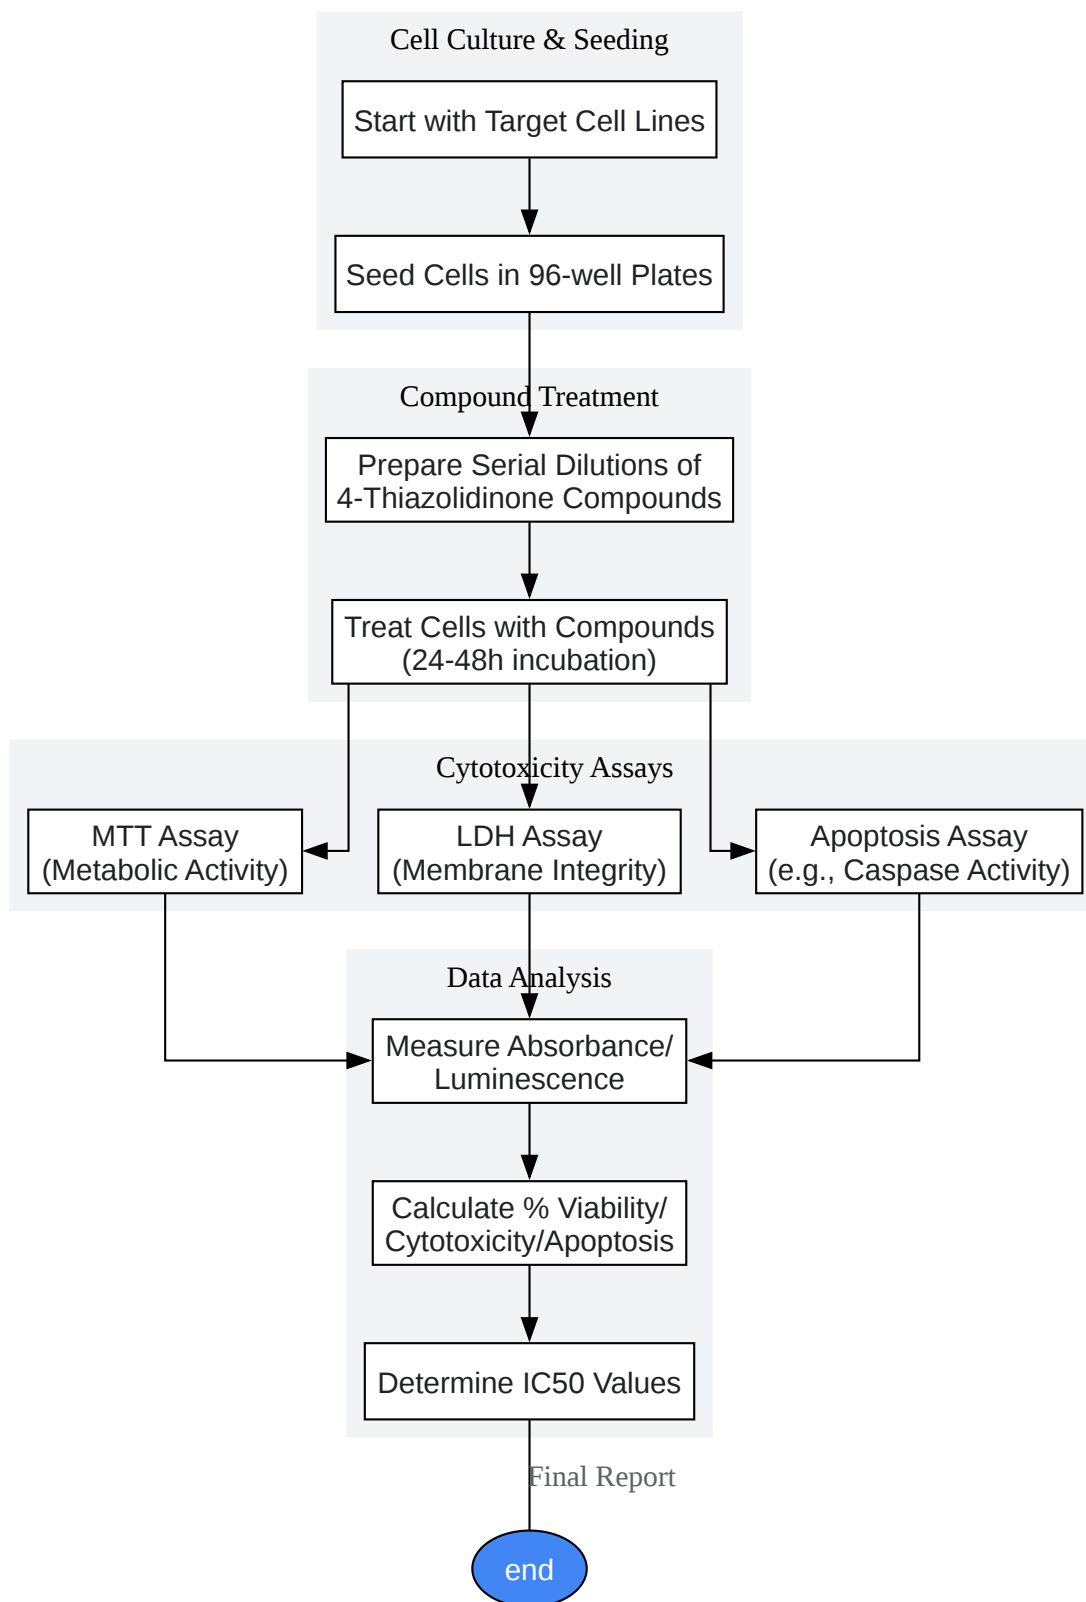 Cell Culture & Seeding
Start with Target Cell Lines
Seed Cells in 96-well Plates
Compound Treatment
Prepare Serial Dilutions of
4-Thiazolidinone Compounds
Treat Cells with Compounds
(24-48h incubation)
Cytotoxicity Assays
MTT Assay
(Metabolic Activity)
LDH Assay
(Membrane Integrity)
Apoptosis Assay
(e.g., Caspase Activity)
Data Analysis
Measure Absorbance/
Luminescence
Calculate % Viability/
Cytotoxicity/Apoptosis
Determine IC50 Values
Final Report
end